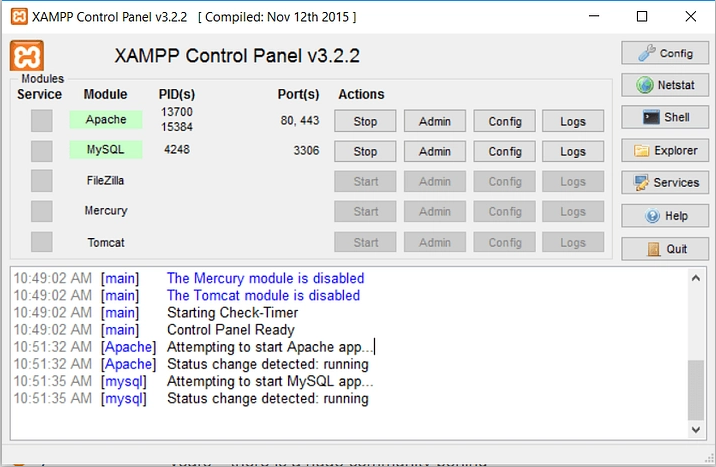 XAMPP Control Panel v3.2.2 [ Compiled: Nov 12th 2015 ]
XAMPP Control Panel v3.2.2
Config
Modules
Service Module PID(s) Port(s) Actions
Netstat
Apache 13700 15384 80, 443 Stop Admin Config Logs
Shell
MySQL 4248 3306 Stop Admin Config Logs
Explorer
FileZilla Start Admin Config Logs
Services
Mercury Start Admin Config Logs
Help
Tomcat Start Admin Config Logs
Quit
10:49:02 AM [main] The Mercury module is disabled
10:49:02 AM [main] The Tomcat module is disabled
10:49:02 AM [main] Starting Check-Timer
10:49:02 AM [main] Control Panel Ready
10:51:32 AM [Apache] Attempting to start Apache app...
10:51:32 AM [Apache] Status change detected: running
10:51:35 AM [mysql] Attempting to start MySQL app...
10:51:35 AM [mysql] Status change detected: running